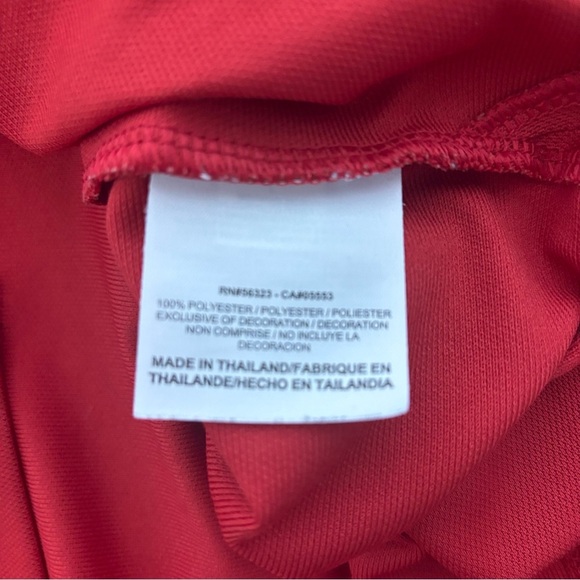 RN#56323 - CA#05553
100% POLYESTER / POLYESTER / POLIESTER
EXCLUSIVE OF DECORATION / DECORATION
NON COMPRISE / NO INCLUYE LA
DECORACION
MADE IN THAILAND/FABRIQUE EN
THAILANDE/HECHO EN TAILANDIA